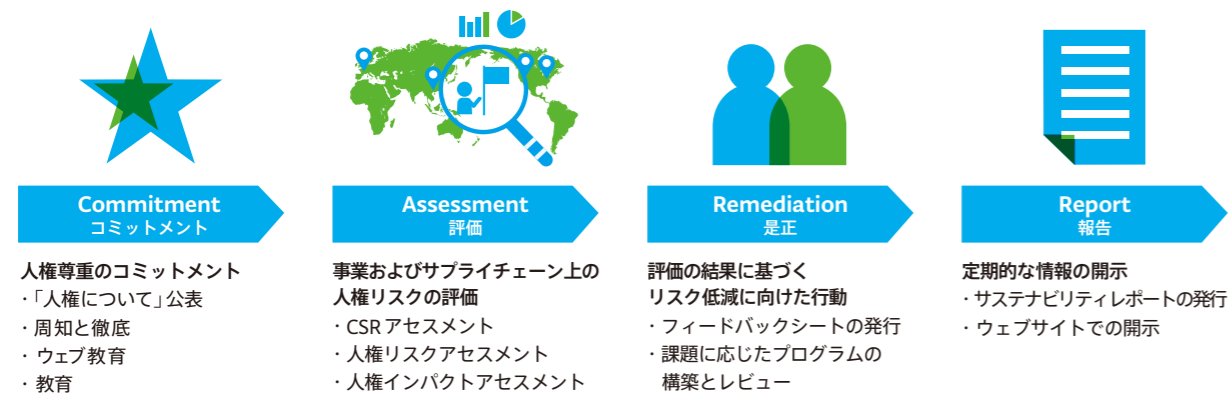 Commitment
コミットメント
人権尊重のコミットメント
・「人権について」公表
・周知と徹底
・ウェブ教育
・教育
Assessment
評価
事業およびサプライチェーン上の
人権リスクの評価
・CSR アセスメント
・人権リスクアセスメント
・人権インパクトアセスメント
Remediation
是正
評価の結果に基づく
リスク低減に向けた行動
・フィードバックシートの発行
・課題に応じたプログラムの
構築とレビュー
Report
報告
定期的な情報の開示
・サステナビリティレポートの発行
・ウェブサイトでの開示